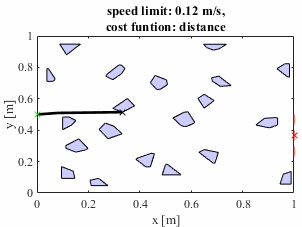 speed limit: 0.12 m/s,
cost funtion: distance
1
0.8
0.6
0.4
0.2
0
y [m]
0 0.2 0.4 0.6 0.8 1
x [m]